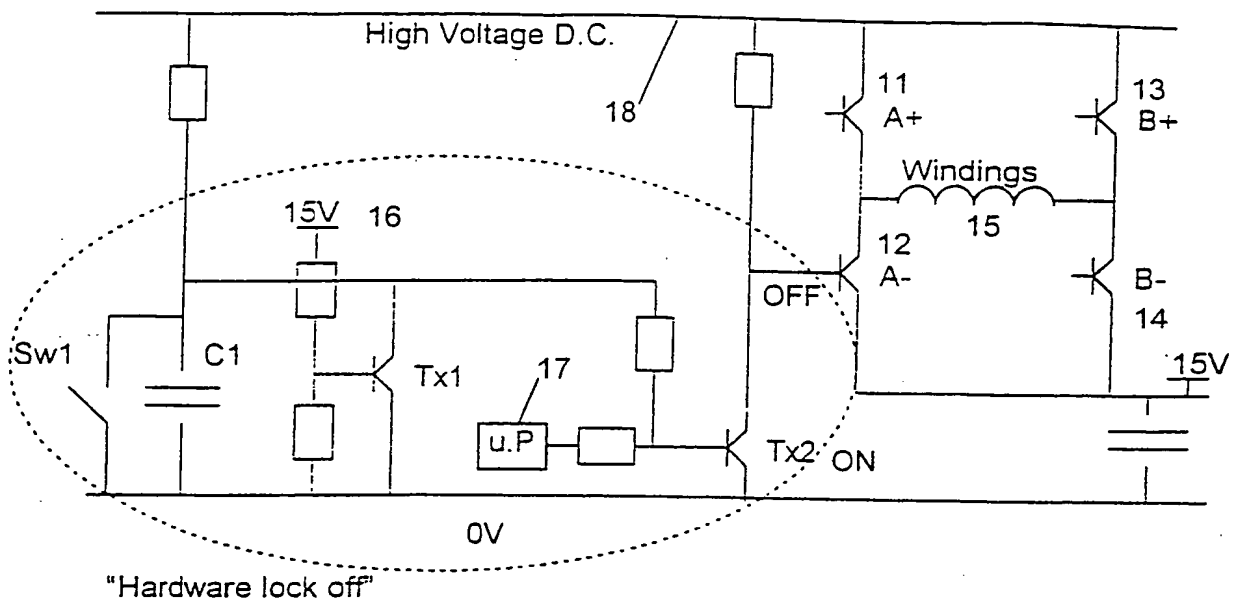 High Voltage D.C.
18
11
A+
13
B+
Windings
15
15V
16
12
A-
OFF
B-
14
Sw1
C1
Tx1
17
u.P
Tx2
ON
15V
0V
"Hardware lock off"